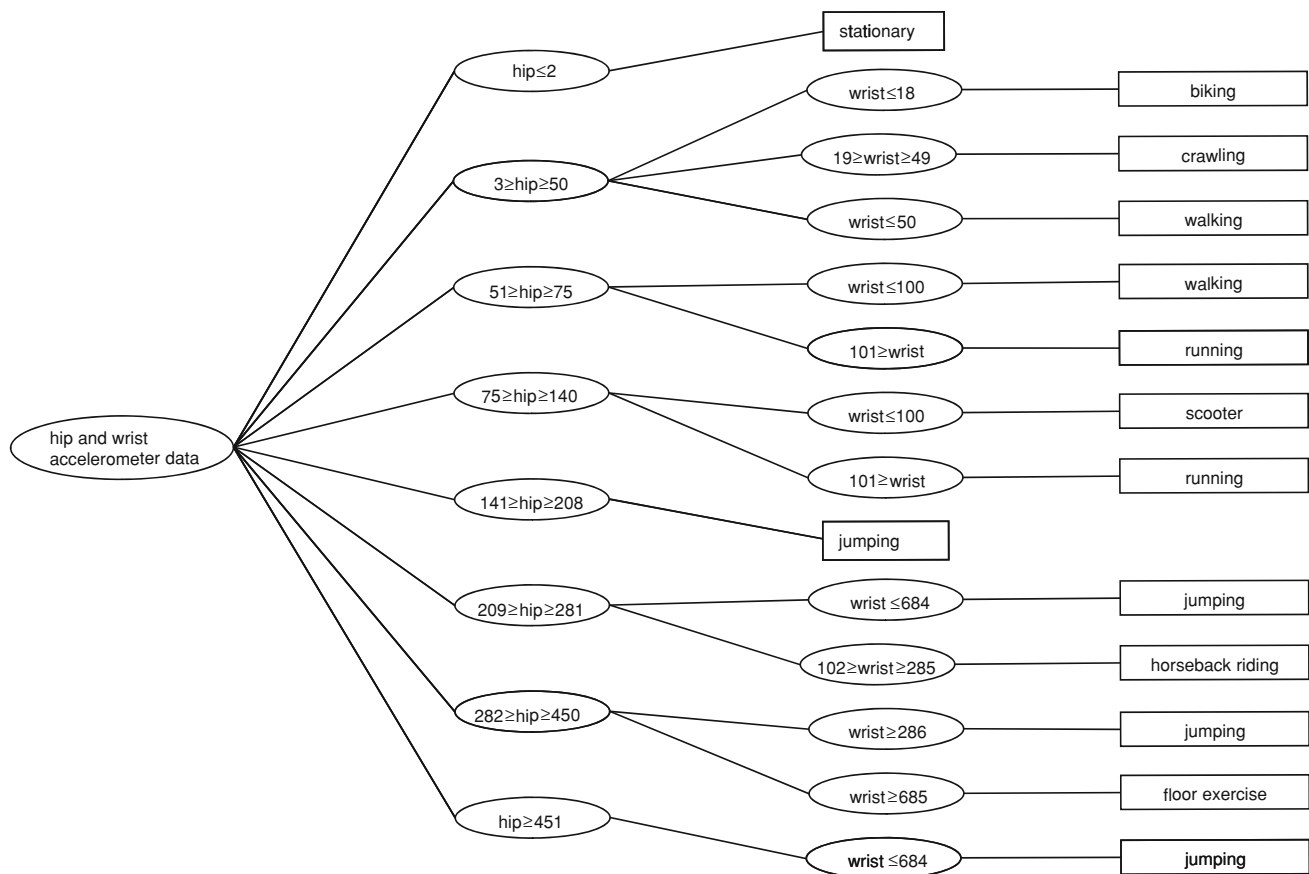 hip and wrist
accelerometer data
hip≤2
stationary
3≥hip≥50
wrist≤18
biking
19≥wrist≥49
crawling
wrist≤50
walking
51≥hip≥75
wrist≤100
walking
101≥wrist
running
75≥hip≥140
wrist≤100
scooter
101≥wrist
running
141≥hip≥208
jumping
209≥hip≥281
wrist ≤684
jumping
102≥wrist≥285
horseback riding
282≥hip≥450
wrist≥286
jumping
wrist≥685
floor exercise
hip≥451
wrist ≤684
jumping